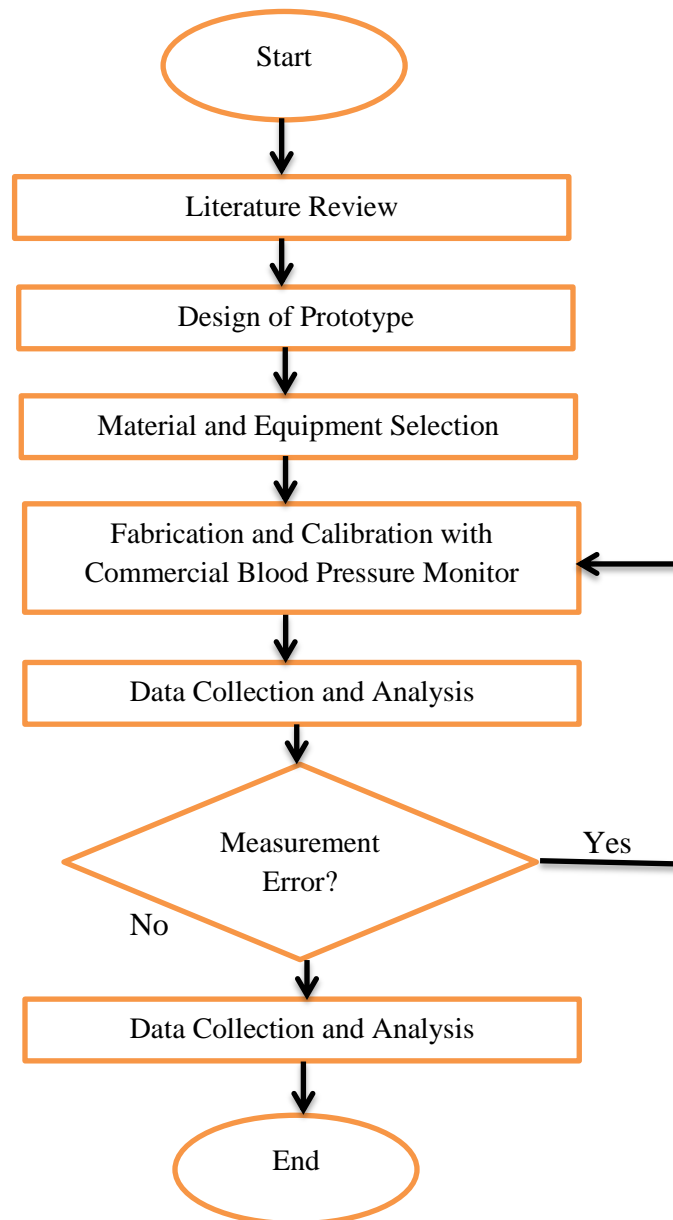 Start
Literature Review
Design of Prototype
Material and Equipment Selection
Fabrication and Calibration with
Commercial Blood Pressure Monitor
Data Collection and Analysis
Measurement
Error?
Yes
No
Data Collection and Analysis
End